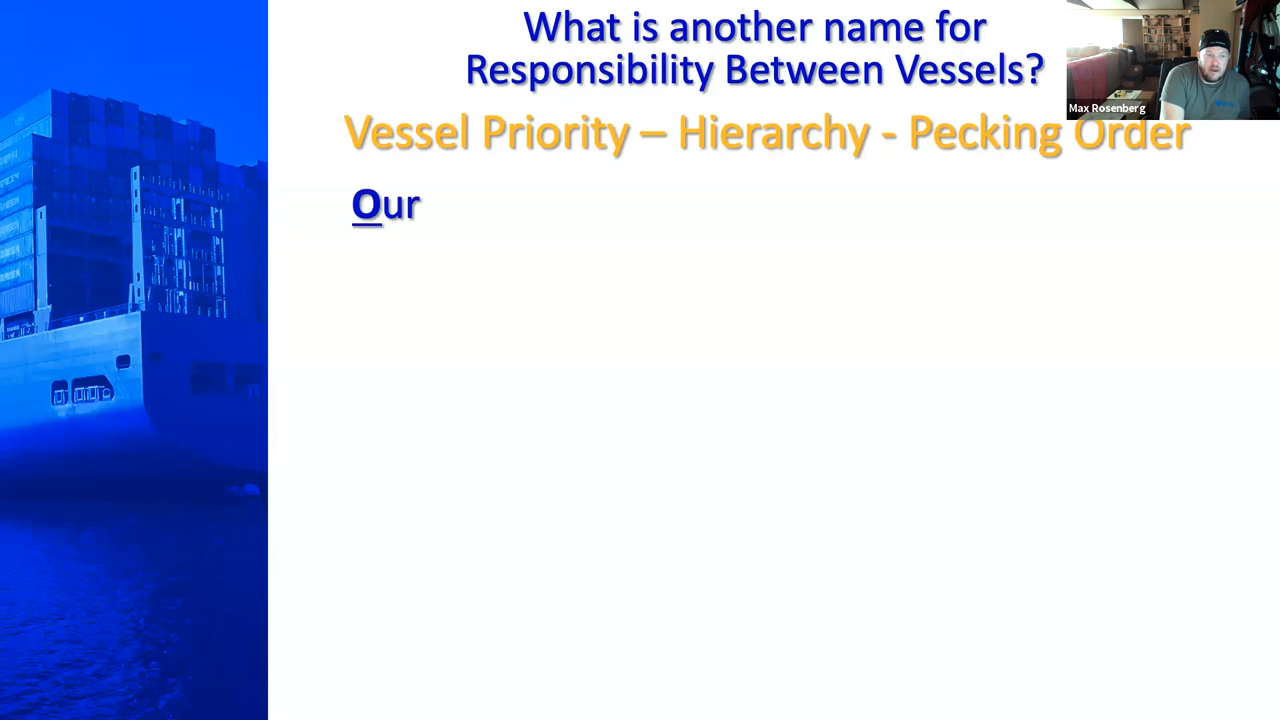 What is another name for
Responsibility Between Vessels?
Max Rosenberg
Vessel Priority – Hierarchy - Pecking Order
Our